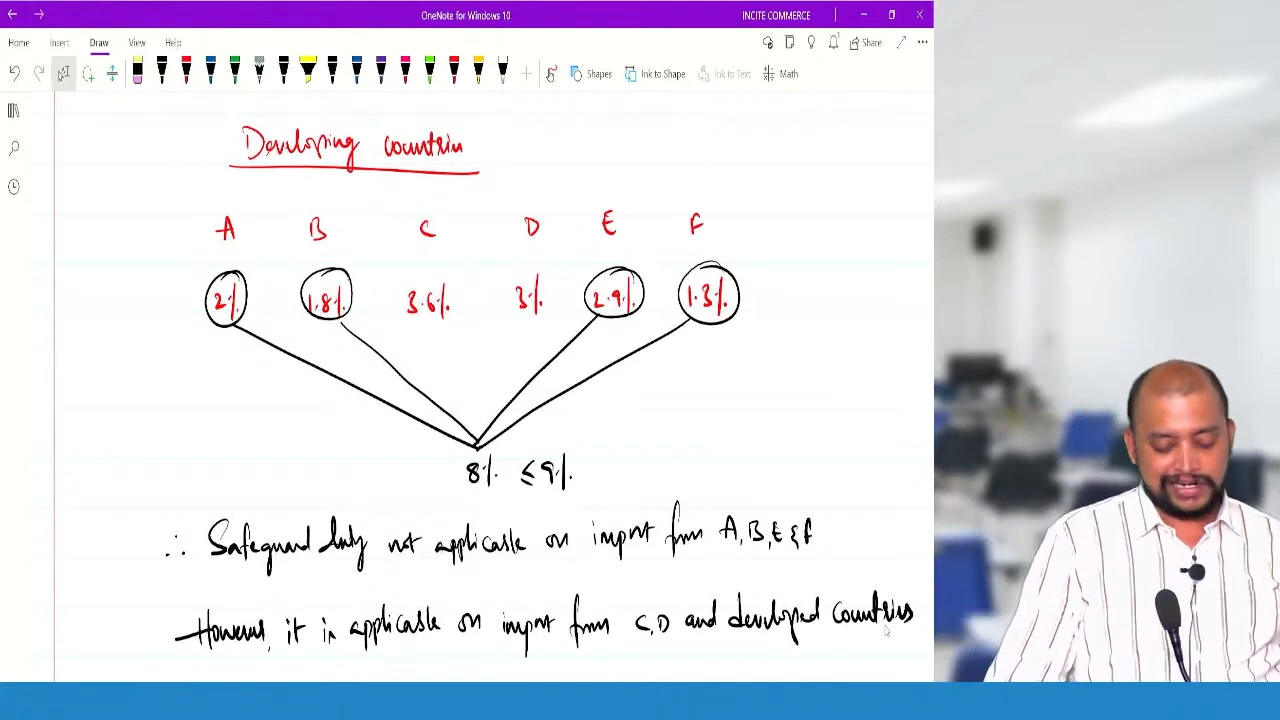 OneNote for Windows 10
INCITE COMMERCE
Home Insert Draw View Help
Share
Shapes Ink to Shape Ink to Text Math
Developing countries
A B C D E F
2% 1.8% 3.6% 3% 2.9% 1.3%
8% ≤9%
∴ Safeguard duty not applicable on import from A, B, E & F
However, it is applicable on import from C, D and developed countries